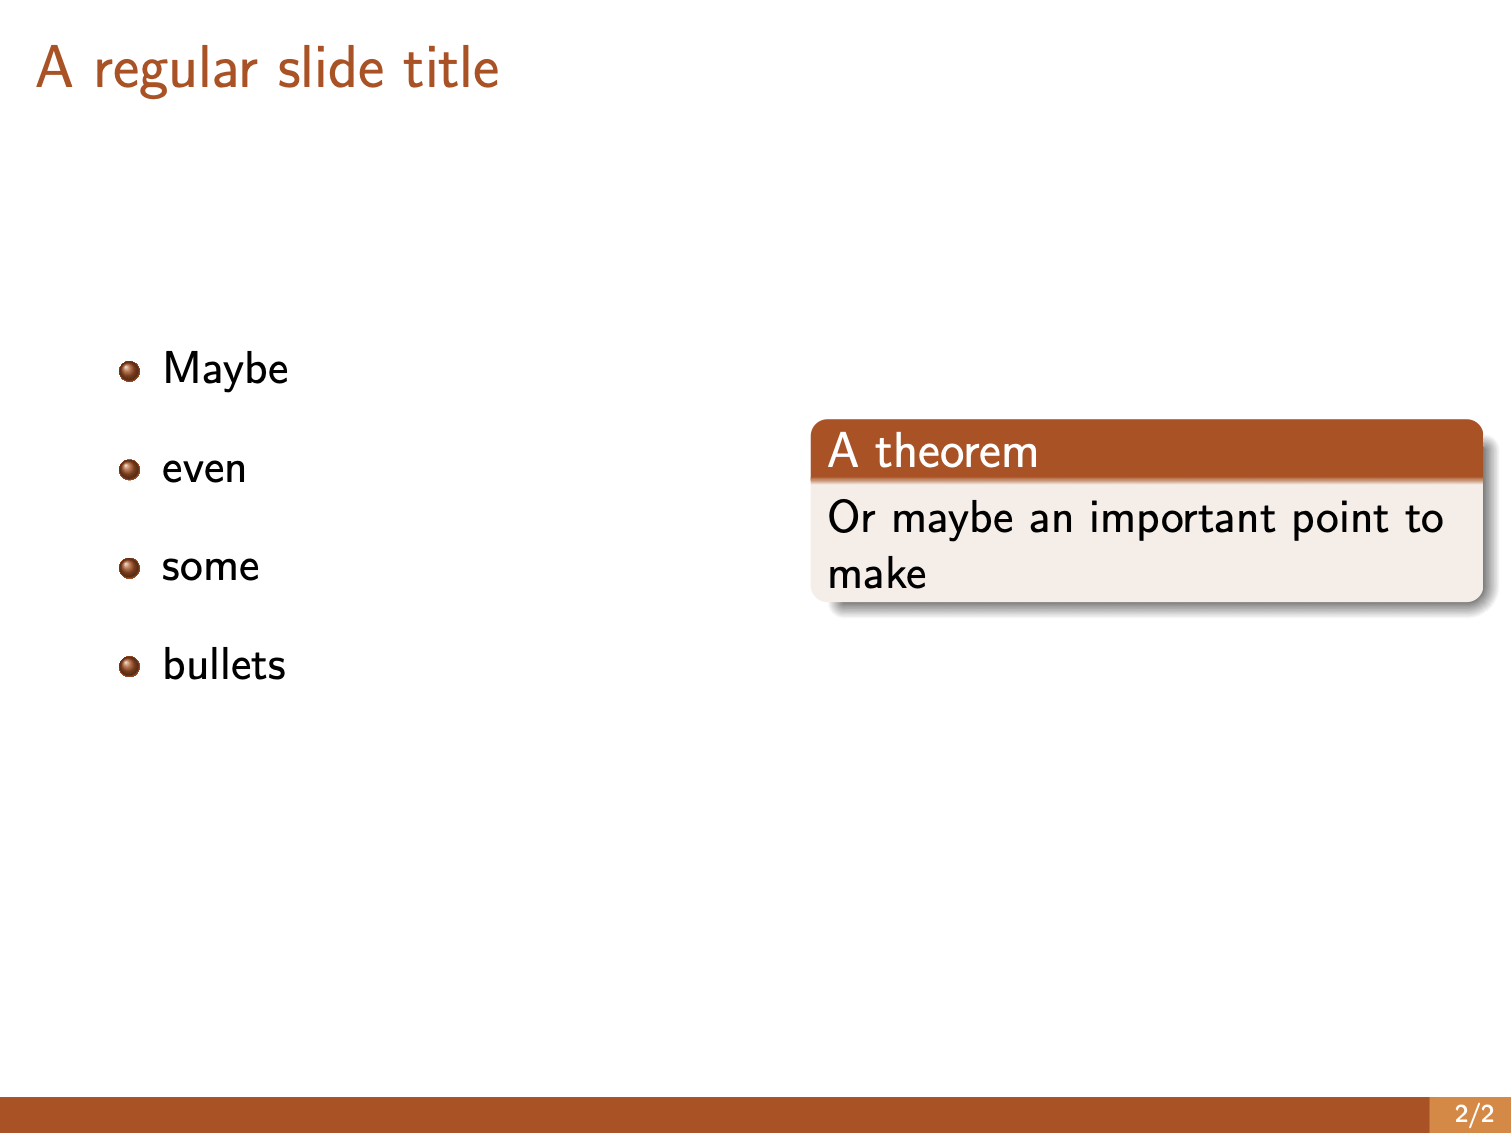 A regular slide title
Maybe
even
some
bullets
A theorem
Or maybe an important point to
make
2/2